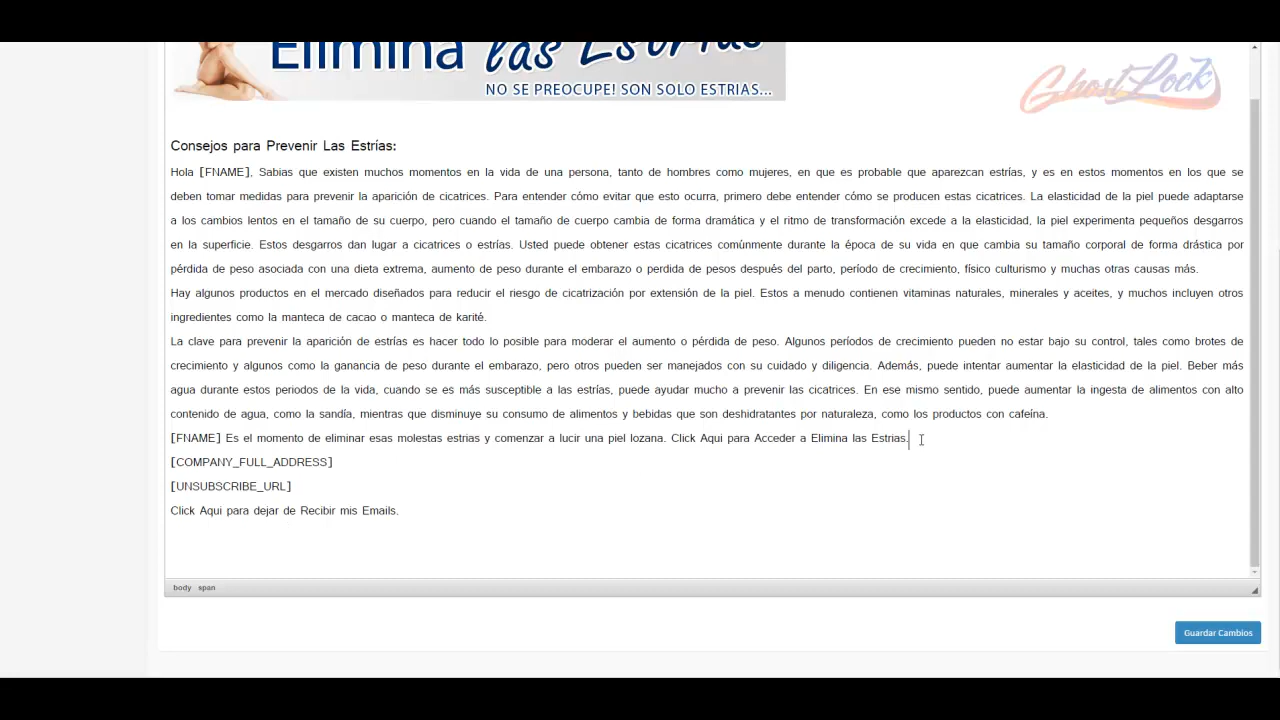 Elimina las Estrias
NO SE PREOCUPE! SON SOLO ESTRIAS...
GhostLock
Consejos para Prevenir Las Estrías:
Hola [FNAME], Sabias que existen muchos momentos en la vida de una persona, tanto de hombres como mujeres, en que es probable que aparezcan estrías, y es en estos momentos en los que se
deben tomar medidas para prevenir la aparición de cicatrices. Para entender cómo evitar que esto ocurra, primero debe entender cómo se producen estas cicatrices. La elasticidad de la piel puede adaptarse
a los cambios lentos en el tamaño de su cuerpo, pero cuando el tamaño de cuerpo cambia de forma dramática y el ritmo de transformación excede a la elasticidad, la piel experimenta pequeños desgarros
en la superficie. Estos desgarros dan lugar a cicatrices o estrías. Usted puede obtener estas cicatrices comúnmente durante la época de su vida en que cambia su tamaño corporal de forma drástica por
pérdida de peso asociada con una dieta extrema, aumento de peso durante el embarazo o perdida de pesos después del parto, período de crecimiento, físico culturismo y muchas otras causas más.
Hay algunos productos en el mercado diseñados para reducir el riesgo de cicatrización por extensión de la piel. Estos a menudo contienen vitaminas naturales, minerales y aceites, y muchos incluyen otros
ingredientes como la manteca de cacao o manteca de karité.
La clave para prevenir la aparición de estrías es hacer todo lo posible para moderar el aumento o pérdida de peso. Algunos períodos de crecimiento pueden no estar bajo su control, tales como brotes de
crecimiento y algunos como la ganancia de peso durante el embarazo, pero otros pueden ser manejados con su cuidado y diligencia. Además, puede intentar aumentar la elasticidad de la piel. Beber más
agua durante estos periodos de la vida, cuando se es más susceptible a las estrías, puede ayudar mucho a prevenir las cicatrices. En ese mismo sentido, puede aumentar la ingesta de alimentos con alto
contenido de agua, como la sandía, mientras que disminuye su consumo de alimentos y bebidas que son deshidratantes por naturaleza, como los productos con cafeína.
[FNAME] Es el momento de eliminar esas molestas estrias y comenzar a lucir una piel lozana. Click Aqui para Acceder a Elimina las Estrias.
[COMPANY_FULL_ADDRESS]
[UNSUBSCRIBE_URL]
Click Aqui para dejar de Recibir mis Emails.
body span
Guardar Cambios